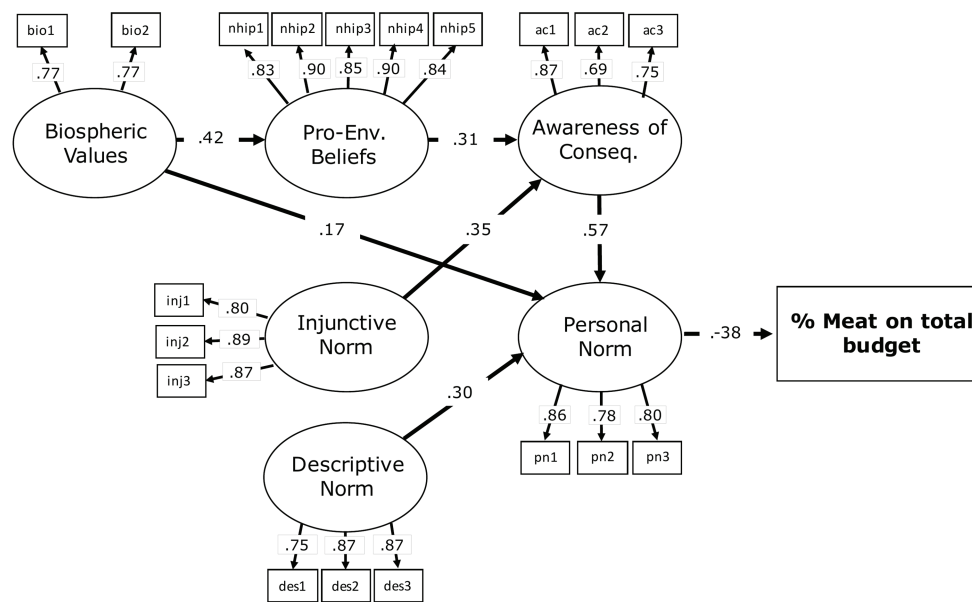 bio1 bio2 nhip1 nhip2 nhip3 nhip4 nhip5 ac1 ac2 ac3
.77 .77 .83 .90 .85 .90 .84 .87 .69 .75
Biospheric
Values
.42
Pro-Env.
Beliefs
.31
Awareness of
Conseq.
.17
.35
.57
inj1 .80
inj2 .89
inj3 .87
Injunctive
Norm
Personal
Norm
.-38
% Meat on total
budget
.30
.86 .78 .80
pn1 pn2 pn3
Descriptive
Norm
.75 .87 .87
des1 des2 des3